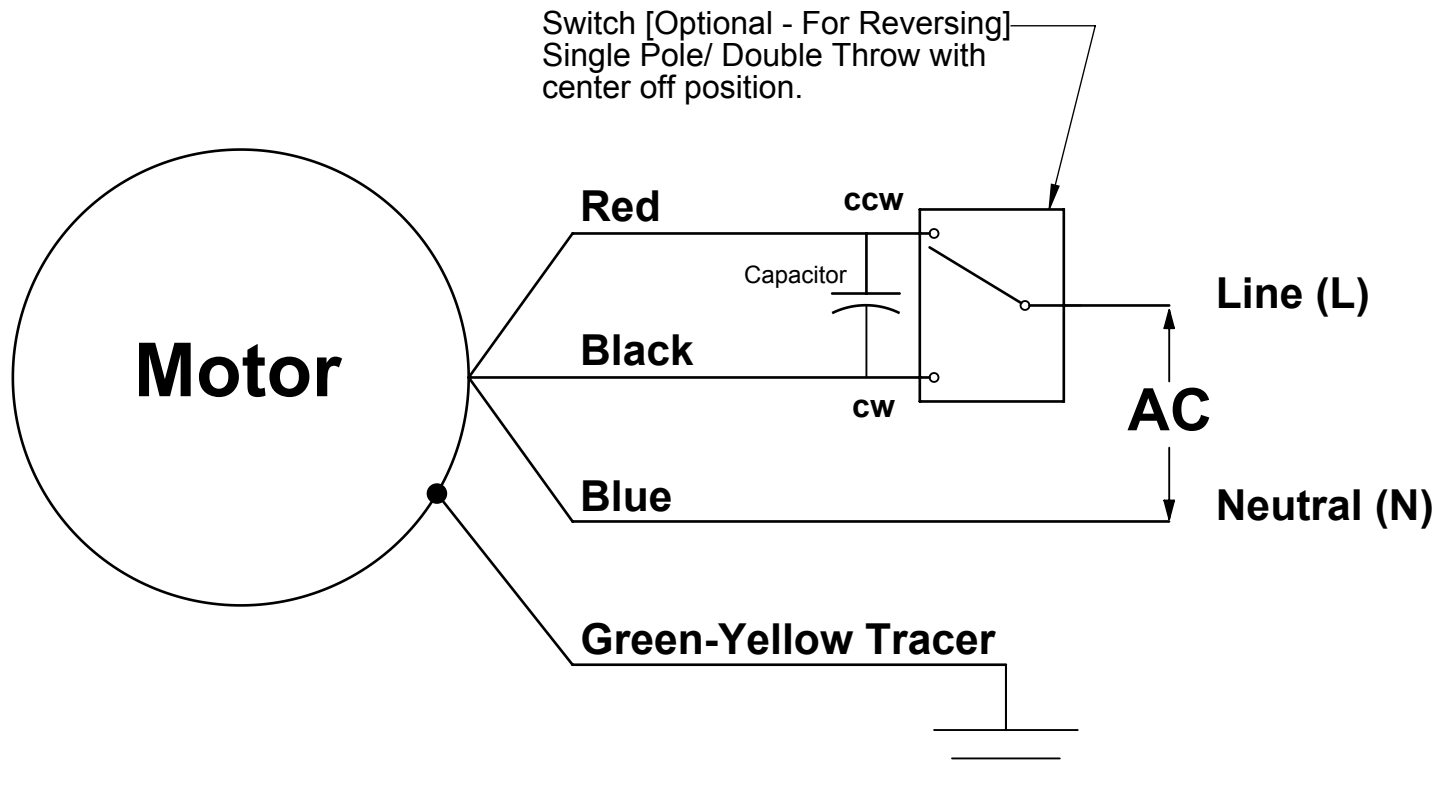 Switch [Optional - For Reversing]
Single Pole/ Double Throw with
center off position.
Red
ccw
Capacitor
Line (L)
Motor
Black
cw
AC
Blue
Neutral (N)
Green-Yellow Tracer